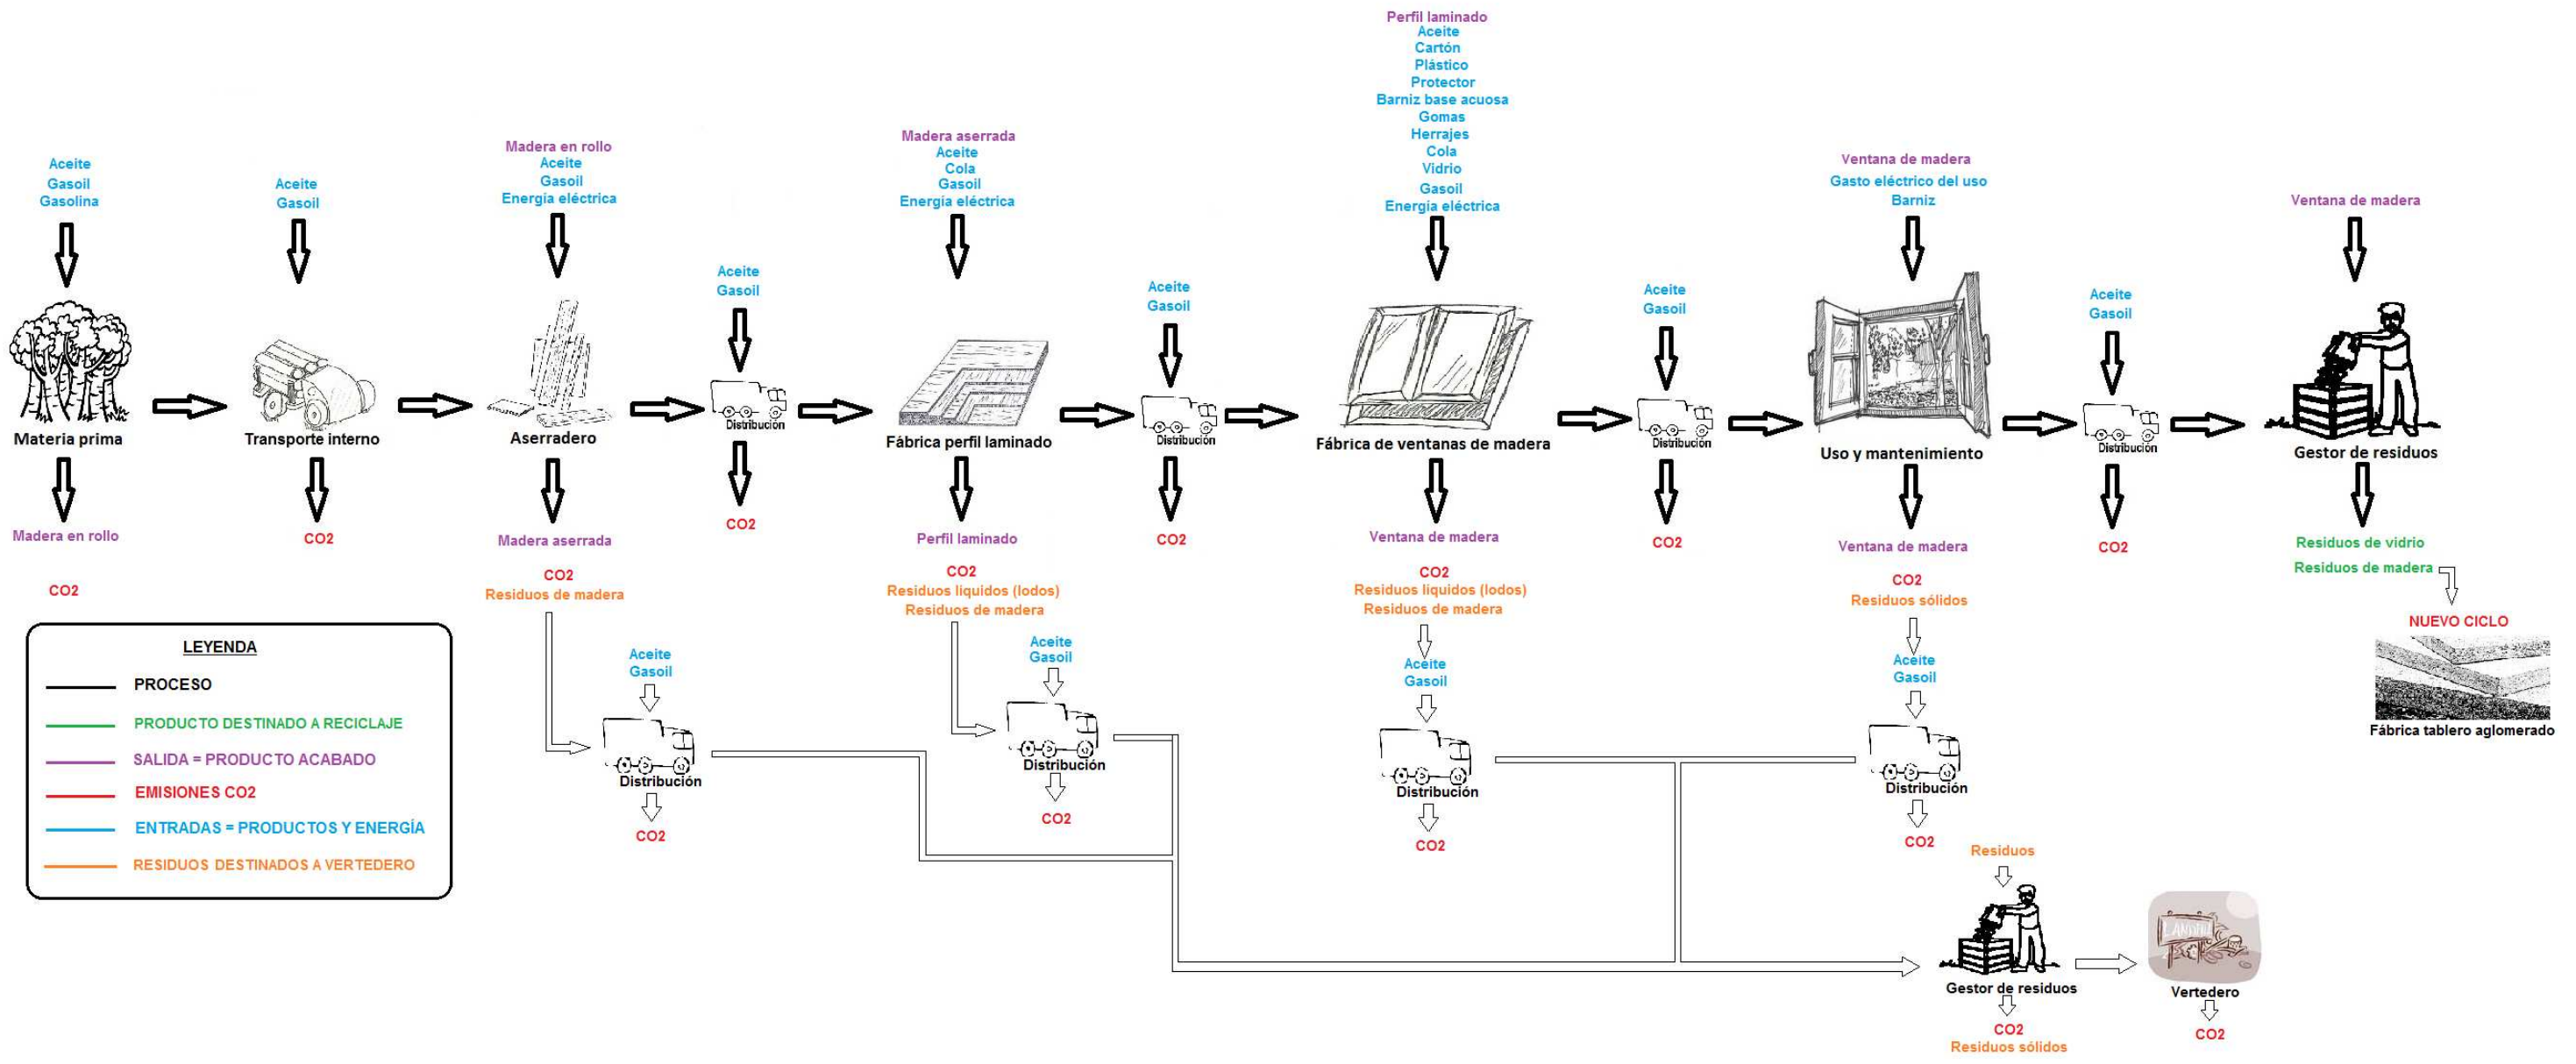 Aceite
Gasoil
Gasolina
Materia prima
Madera en rollo
CO2
Aceite
Gasoil
Transporte interno
CO2
Madera en rollo
Aceite
Gasoil
Energía eléctrica
Aserradero
Madera aserrada
CO2
Residuos de madera
Aceite
Gasoil
Distribución
CO2
Aceite
Gasoil
Distribución
CO2
Madera aserrada
Aceite
Cola
Gasoil
Energía eléctrica
Fábrica perfil laminado
Perfil laminado
CO2
Residuos líquidos (lodos)
Residuos de madera
Aceite
Gasoil
Distribución
CO2
Aceite
Gasoil
Distribución
CO2
Perfil laminado
Aceite
Cartón
Plástico
Protector
Barniz base acuosa
Gomas
Herrajes
Cola
Vidrio
Gasoil
Energía eléctrica
Fábrica de ventanas de madera
Ventana de madera
CO2
Residuos líquidos (lodos)
Residuos de madera
Aceite
Gasoil
Distribución
CO2
Aceite
Gasoil
Distribución
CO2
Ventana de madera
Gasto eléctrico del uso
Barniz
Uso y mantenimiento
Ventana de madera
CO2
Residuos sólidos
Aceite
Gasoil
Distribución
CO2
Aceite
Gasoil
Distribución
CO2
Ventana de madera
Gestor de residuos
Residuos de vidrio
Residuos de madera
NUEVO CICLO
Fábrica tablero aglomerado
Residuos
Gestor de residuos
CO2
Residuos sólidos
LANDFILL
Vertedero
CO2
LEYENDA
PROCESO
PRODUCTO DESTINADO A RECICLAJE
SALIDA = PRODUCTO ACABADO
EMISIONES CO2
ENTRADAS = PRODUCTOS Y ENERGÍA
RESIDUOS DESTINADOS A VERTEDERO